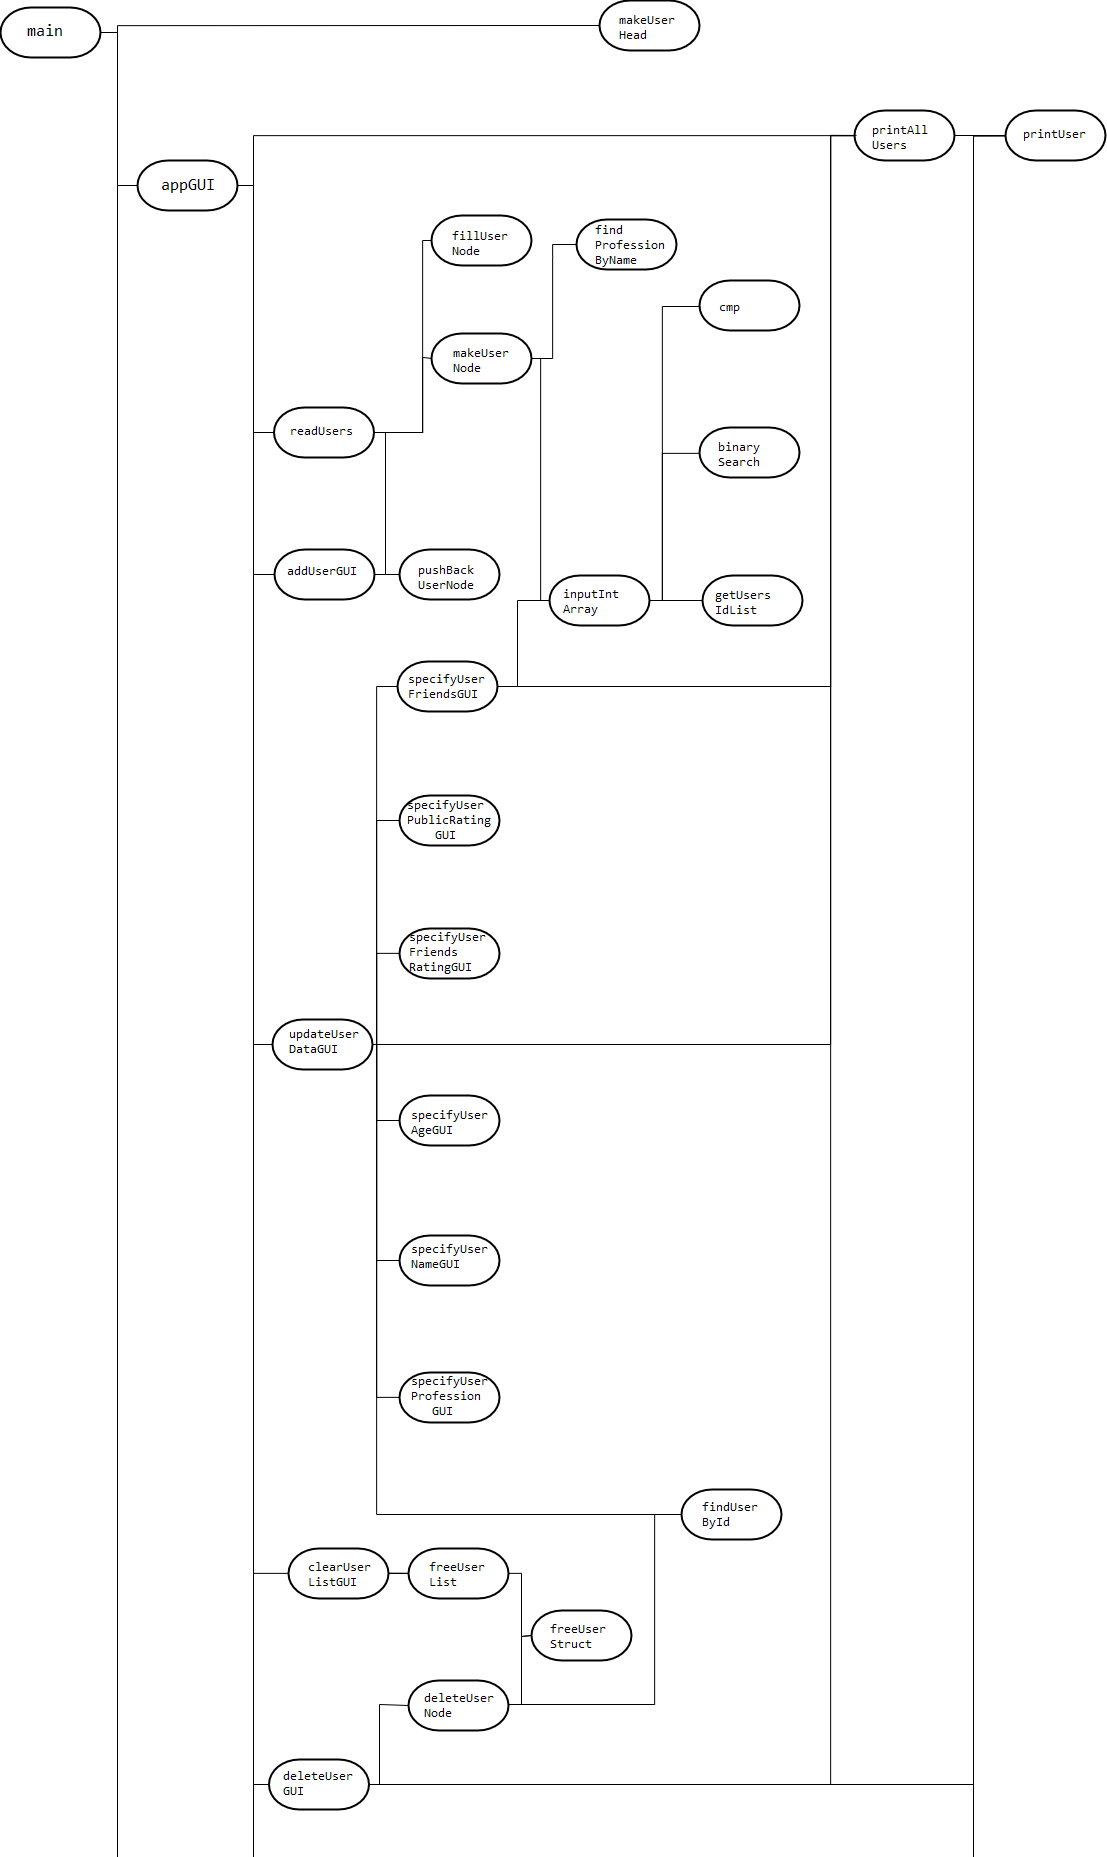 main
makeUser
Head
printAll
Users
printUser
appGUI
fillUser
Node
find
Profession
ByName
cmp
makeUser
Node
readUsers
binary
Search
addUserGUI
pushBack
UserNode
inputInt
Array
getUsers
IdList
specifyUser
FriendsGUI
specifyUser
PublicRating
GUI
specifyUser
Friends
RatingGUI
updateUser
DataGUI
specifyUser
AgeGUI
specifyUser
NameGUI
specifyUser
Profession
GUI
findUser
ById
clearUser
ListGUI
freeUser
List
freeUser
Struct
deleteUser
Node
deleteUser
GUI